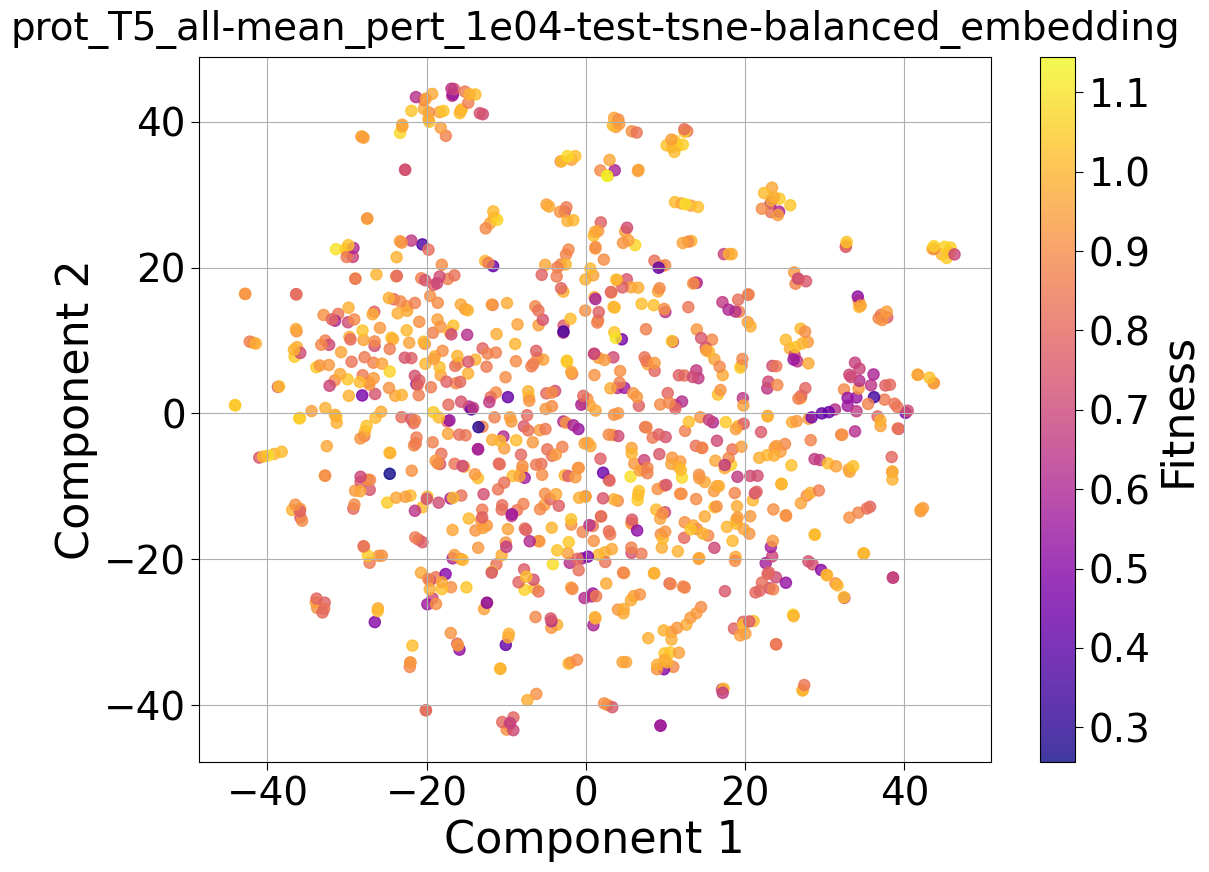 prot_T5_all-mean_pert_1e04-test-tsne-balanced_embedding
40
20
0
−20
−40
−40 −20 0 20 40
Component 1
Component 2
1.1
1.0
0.9
0.8
0.7
0.6
0.5
0.4
0.3
Fitness